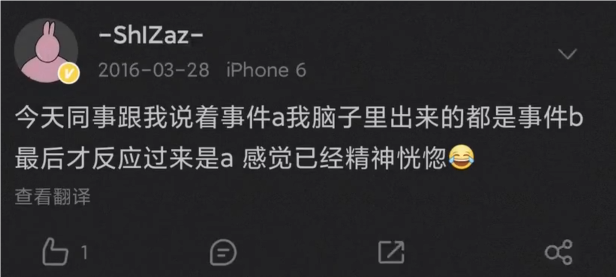 -ShIZaz-
2016-03-28 iPhone 6
今天同事跟我说着事件a我脑子里出来的都是事件b
最后才反应过来是a 感觉已经精神恍惚😂
查看翻译
1